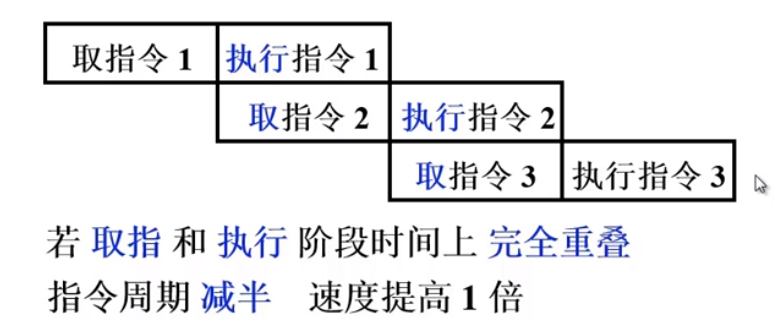 取指令 1 执行指令 1
取指令 2 执行指令 2
取指令 3 执行指令 3
若 取指 和 执行 阶段时间上 完全重叠
指令周期 减半 速度提高 1 倍